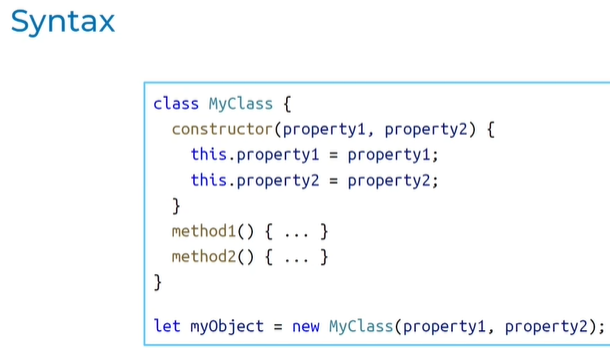 Syntax
class MyClass {
  constructor(property1, property2) {
    this.property1 = property1;
    this.property2 = property2;
  }
  method1() { ... }
  method2() { ... }
}
let myObject = new MyClass(property1, property2);